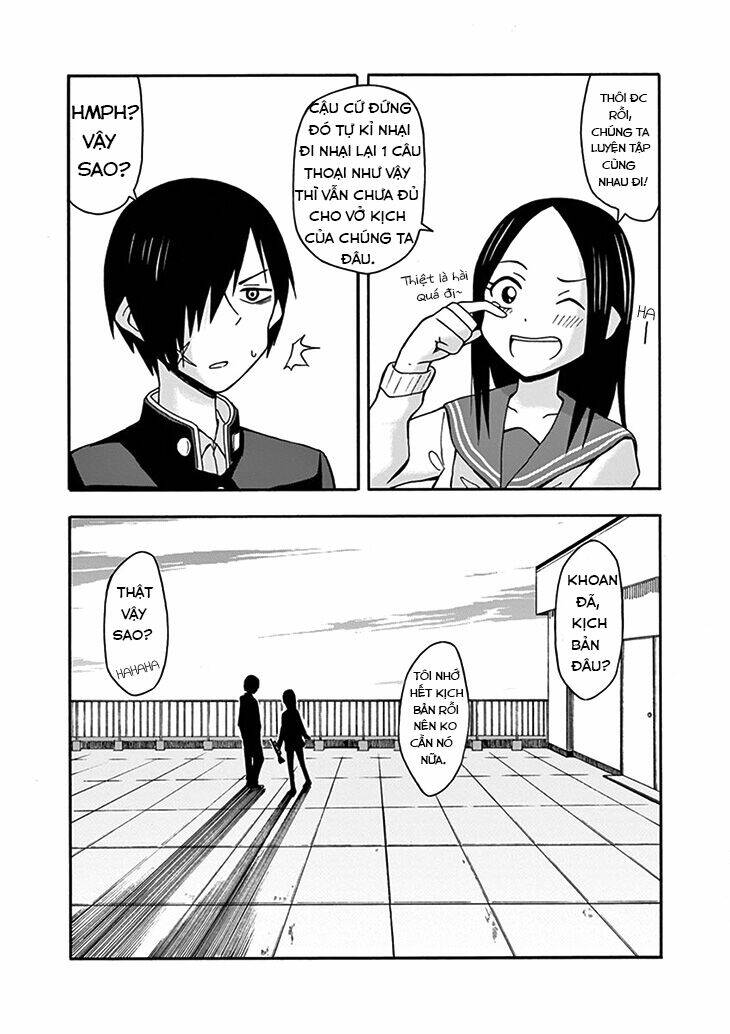 THÔI ĐC
RỒI,
CHÚNG TA
LUYỆN TẬP
CÙNG
NHAU ĐI!
Thiệt là hài
quá đi~
HA
CẬU CỨ ĐỨNG
ĐÓ TỰ KỈ NHẠI
ĐI NHẠI LẠI 1 CÂU
THOẠI NHƯ VẬY
THÌ VẪN CHƯA ĐỦ
CHO VỞ KỊCH
CỦA CHÚNG TA
ĐÂU.
HMPH?
VẬY
SAO?
KHOAN
ĐÃ,
KỊCH
BẢN
ĐÂU?
TÔI NHỚ
HẾT KỊCH
BẢN RỒI
NÊN KO
CẦN NÓ
NỮA.
THẬT
VẬY
SAO?
HAHAHA